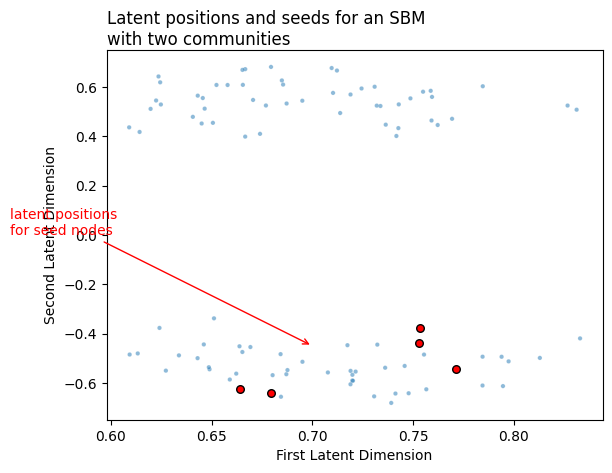 Latent positions and seeds for an SBM
with two communities
0.6
0.4
0.2
0.0
−0.2
−0.4
−0.6
Second Latent Dimension
latent positions
for seed nodes
0.60
0.65
0.70
0.75
0.80
First Latent Dimension